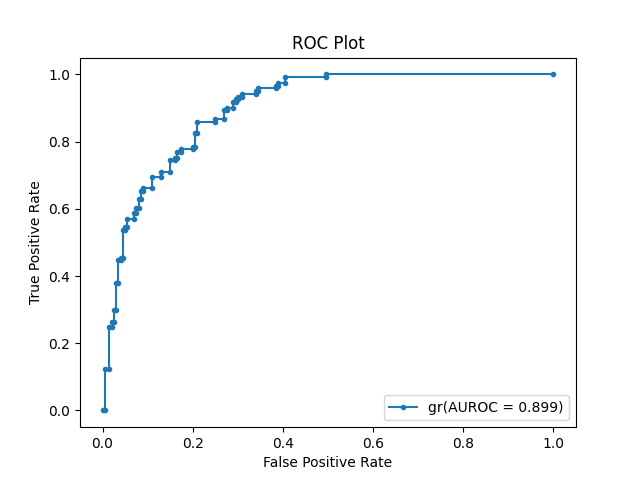 ROC Plot
True Positive Rate
1.0
0.8
0.6
0.4
0.2
0.0
gr(AUROC = 0.899)
0.0 0.2 0.4 0.6 0.8 1.0
False Positive Rate